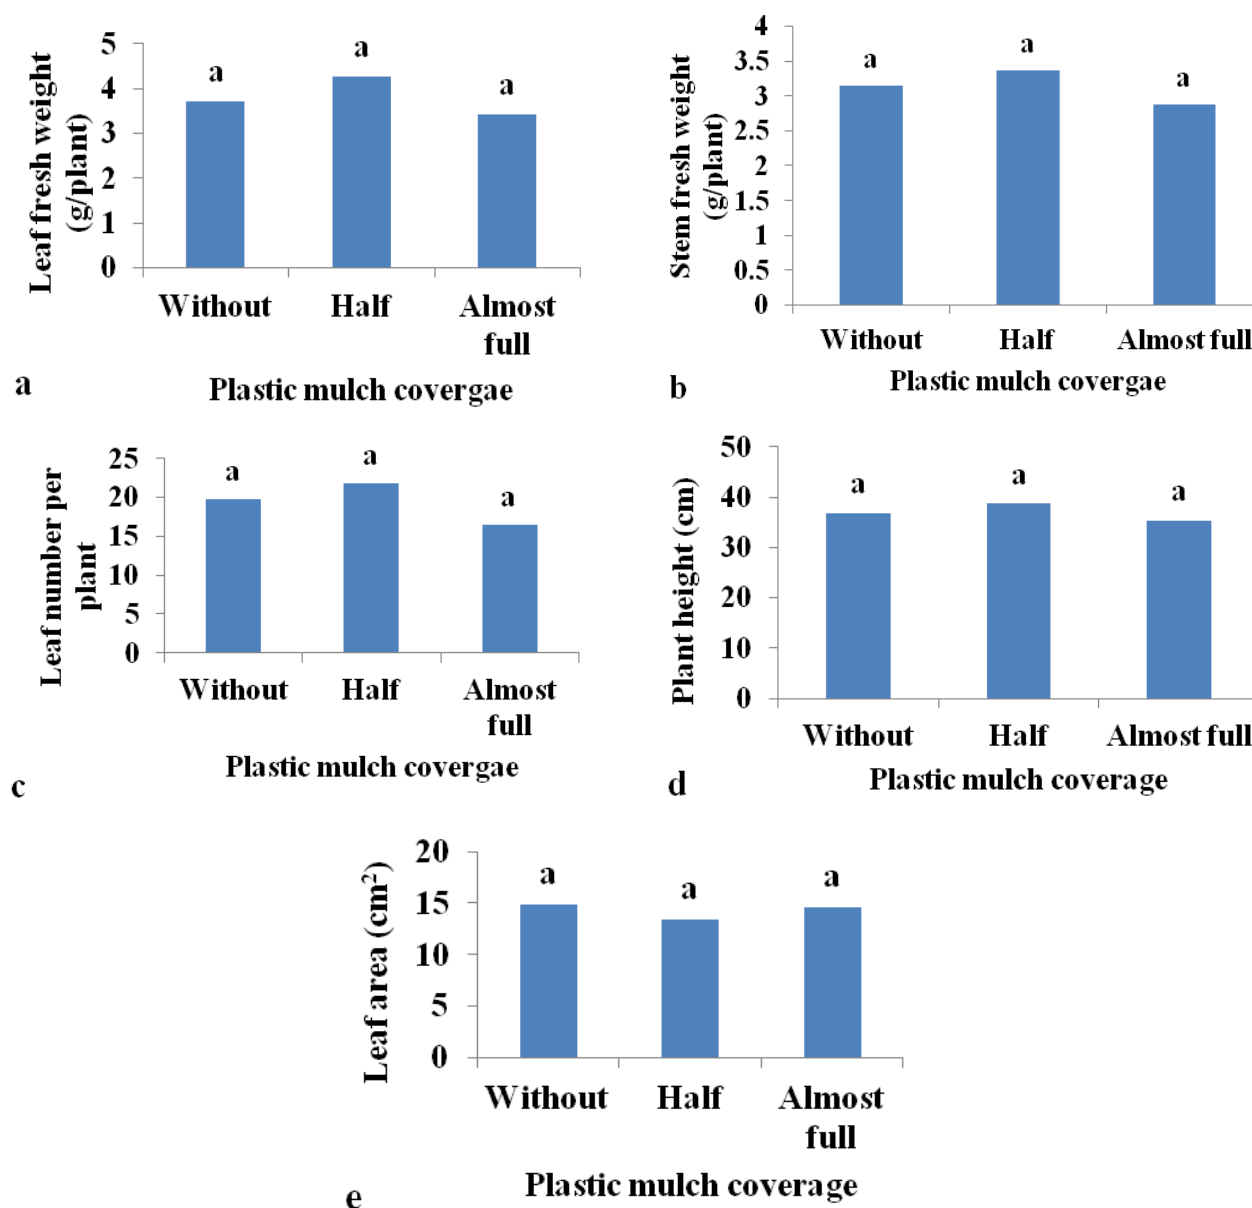 Leaf fresh weight
(g/plant)
5
4
3
2
1
0
a
a
a
Without
Half
Almost
full
Plastic mulch covergae
a
Stem fresh weight
(g/plant)
4
3.5
3
2.5
2
1.5
1
0.5
0
a
a
a
Without
Half
Almost full
Plastic mulch covergae
b
Leaf number per
plant
25
20
15
10
5
0
a
a
a
Without
Half
Almost
full
Plastic mulch covergae
c
Plant height (cm)
50
40
30
20
10
0
a
a
a
Without
Half
Almost full
Plastic mulch coverage
d
Leaf area (cm²)
20
15
10
5
0
a
a
a
Without
Half
Almost
full
Plastic mulch coverage
e